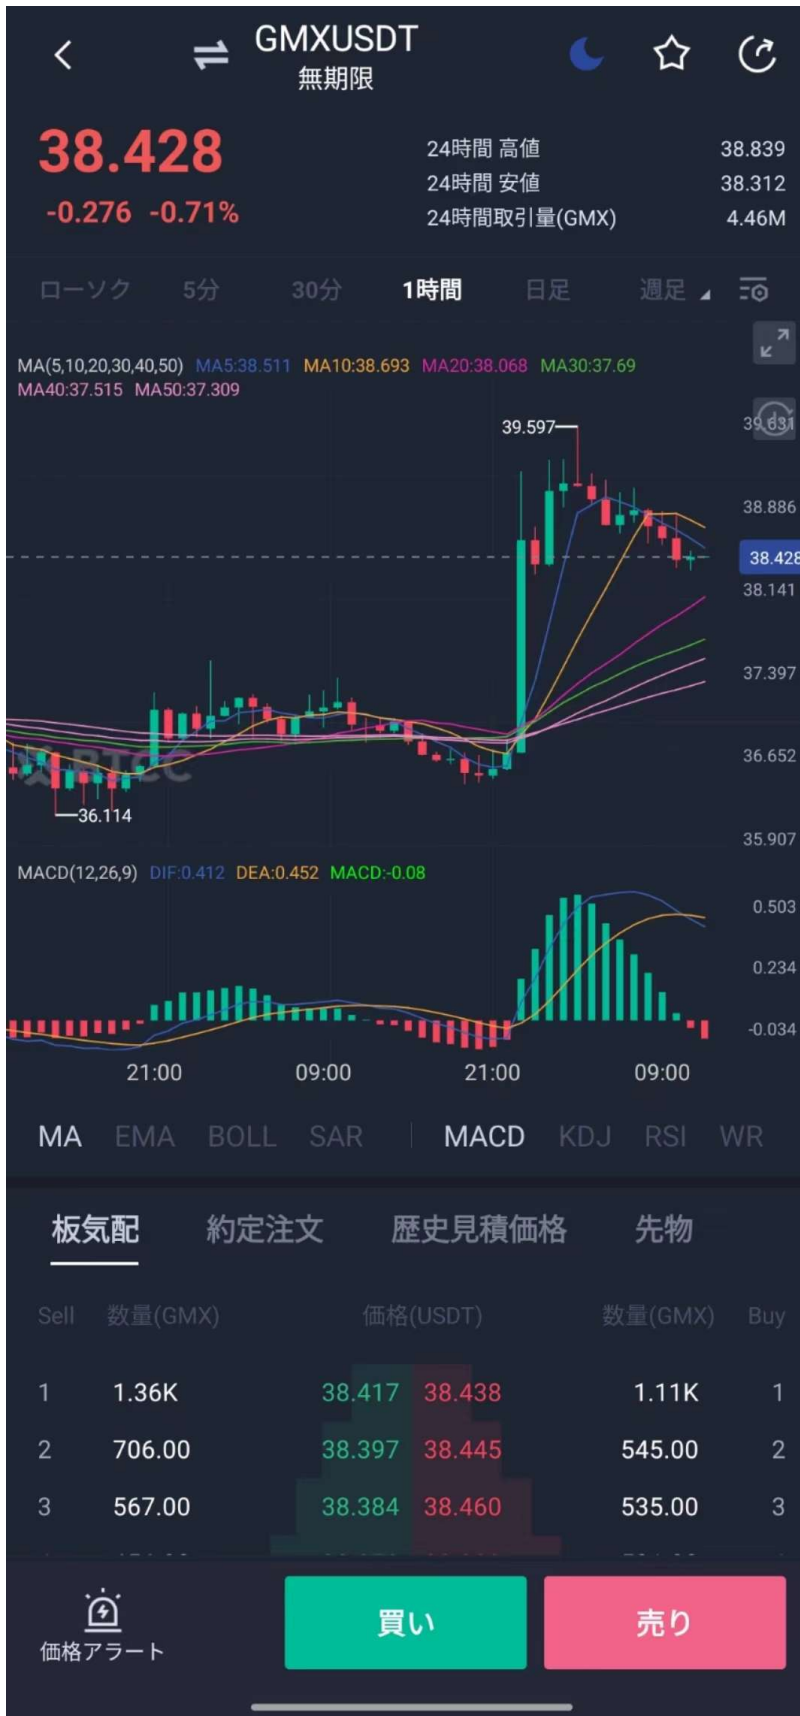 GMXUSDT
無期限
38.428
-0.276 -0.71%
24時間 高値 38.839
24時間 安値 38.312
24時間取引量(GMX) 4.46M
ローソク 5分 30分 1時間 日足 週足
MA(5,10,20,30,40,50) MA5:38.511 MA10:38.693 MA20:38.068 MA30:37.69
MA40:37.515 MA50:37.309
39.597
39.631
38.886
38.428
38.141
37.397
36.652
BTCC
36.114
35.907
MACD(12,26,9) DIF:0.412 DEA:0.452 MACD:-0.08
0.503
0.234
-0.034
21:00 09:00 21:00 09:00
MA EMA BOLL SAR MACD KDJ RSI WR
板気配 約定注文 歴史見積価格 先物
Sell 数量(GMX) 価格(USDT) 数量(GMX) Buy
1 1.36K 38.417 38.438 1.11K 1
2 706.00 38.397 38.445 545.00 2
3 567.00 38.384 38.460 535.00 3
価格アラート 買い 売り